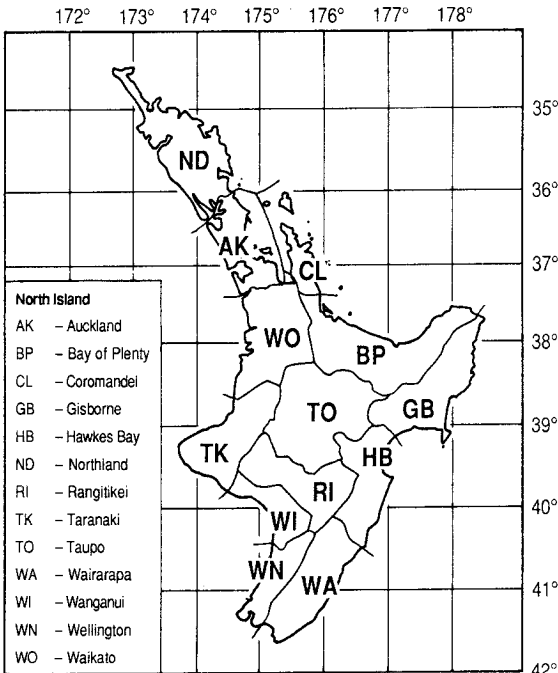 172° 173° 174° 175° 176° 177° 178°
35°
ND
36°
AK
CL
37°
WO
38°
BP
TO
GB
39°
TK
HB
RI
40°
WI
WN
WA
41°
42°
North Island
AK – Auckland
BP – Bay of Plenty
CL – Coromandel
GB – Gisborne
HB – Hawkes Bay
ND – Northland
RI – Rangitikei
TK – Taranaki
TO – Taupo
WA – Wairarapa
WI – Wanganui
WN – Wellington
WO – Waikato